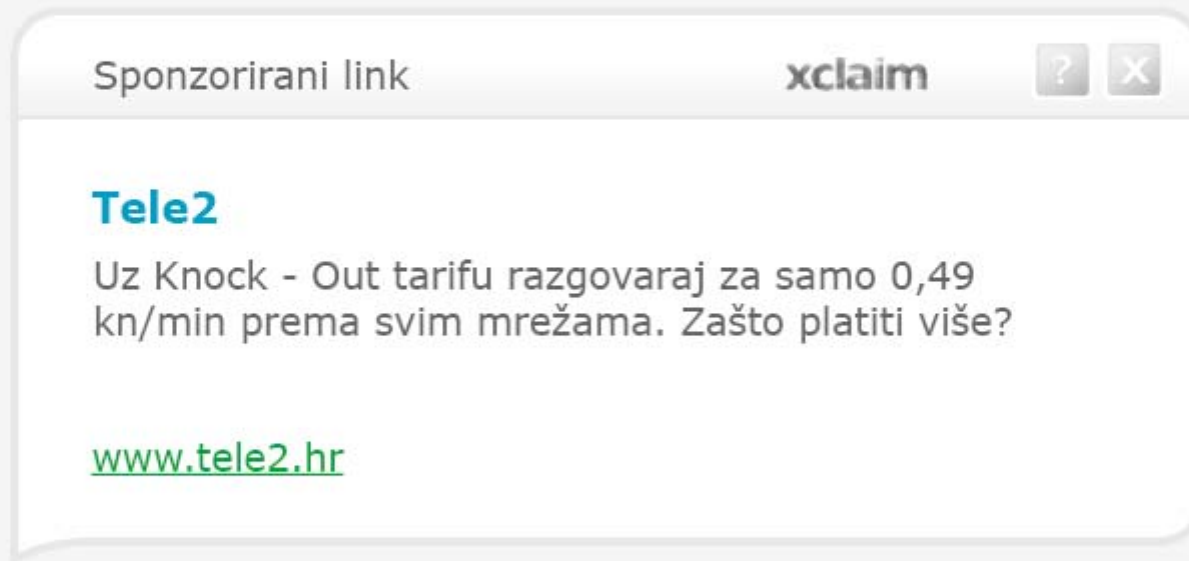 Sponzorirani link xclaim ? X
Tele2
Uz Knock - Out tarifu razgovaraj za samo 0,49
kn/min prema svim mrežama. Zašto platiti više?
www.tele2.hr